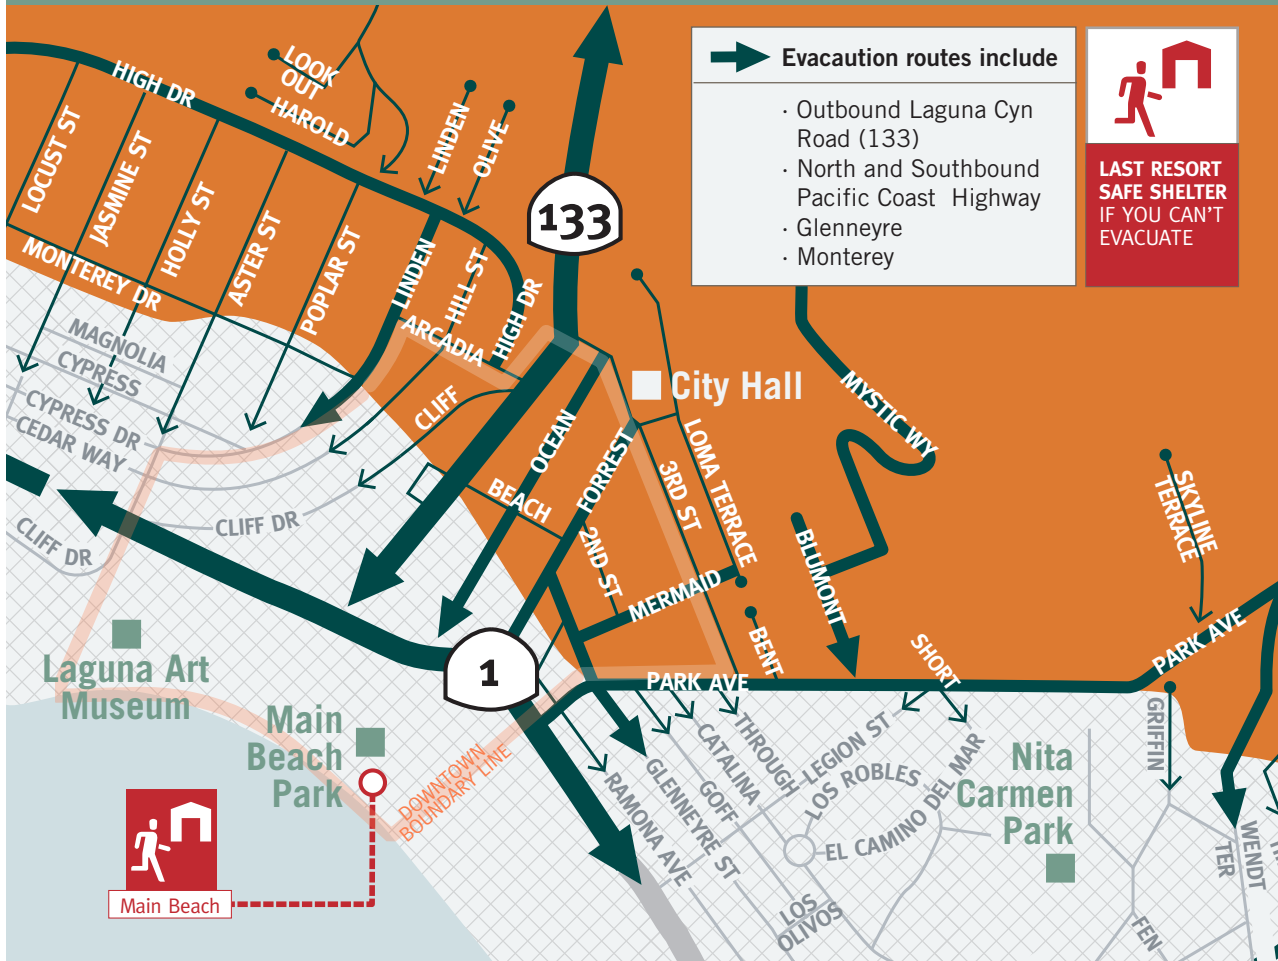 Evacaution routes include
· Outbound Laguna Cyn
Road (133)
· North and Southbound
Pacific Coast Highway
· Glenneyre
· Monterey
LAST RESORT
SAFE SHELTER
IF YOU CAN'T
EVACUATE
HIGH DR
LOOK
OUT
HAROLD
LINDEN
OLIVE
LOCUST ST
JASMINE ST
HOLLY ST
ASTER ST
POPLAR ST
LINDEN
HILL ST
HIGH DR
133
MONTEREY DR
ARCADIA
MAGNOLIA
CYPRESS
CYPRESS DR
CEDAR WAY
CLIFF
City Hall
MYSTIC WY
OCEAN
FORREST
BEACH
3RD ST
LOMA TERRACE
SKYLINE
TERRACE
CLIFF DR
CLIFF DR
2ND ST
MERMAID
BLUMONT
BENT
SHORT
PARK AVE
PARK AVE
1
Laguna Art
Museum
Main
Beach
Park
DOWNTOWN
BOUNDARY LINE
RAMONA AVE
GLENNEYRE ST
GOFF
CATALINA
THROUGH
LEGION ST
LOS ROBLES
EL CAMINO DEL MAR
LOS
OLIVOS
Nita
Carmen
Park
GRIFFIN
WENDT
TER
FEN
Main Beach